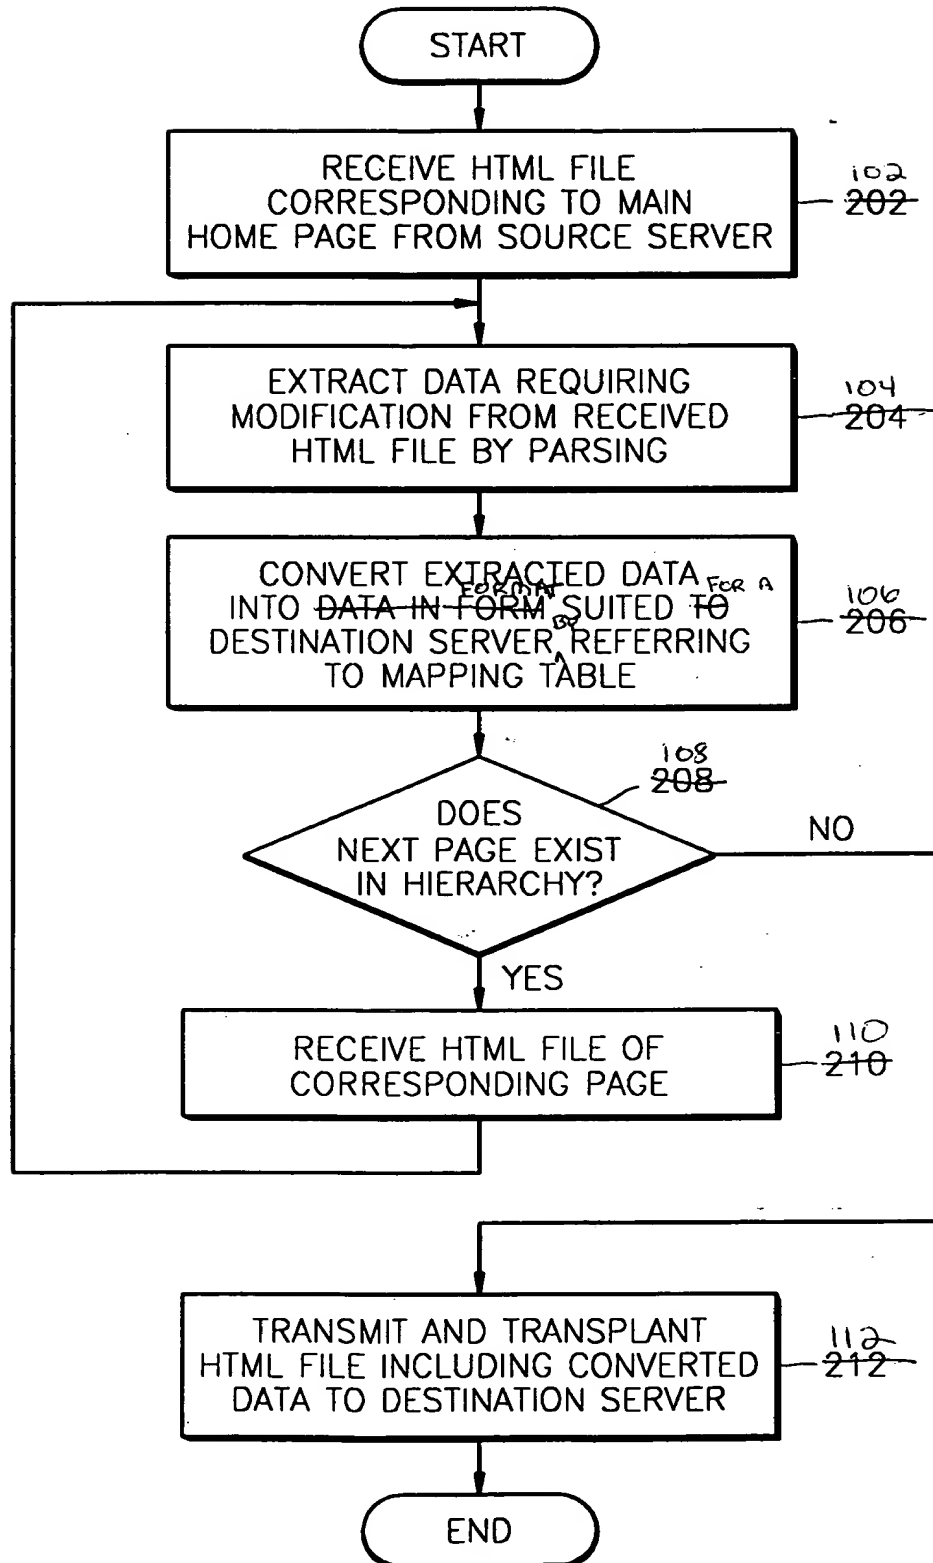 START
RECEIVE HTML FILE
CORRESPONDING TO MAIN
HOME PAGE FROM SOURCE SERVER
102
202
EXTRACT DATA REQUIRING
MODIFICATION FROM RECEIVED
HTML FILE BY PARSING
104
204
CONVERT EXTRACTED DATA
FORMAT FOR A
INTO DATA IN FORM SUITED TO
BY
DESTINATION SERVER REFERRING
TO MAPPING TABLE
106
206
108
208
DOES
NEXT PAGE EXIST
IN HIERARCHY?
NO
YES
RECEIVE HTML FILE OF
CORRESPONDING PAGE
110
210
TRANSMIT AND TRANSPLANT
HTML FILE INCLUDING CONVERTED
DATA TO DESTINATION SERVER
112
212
END